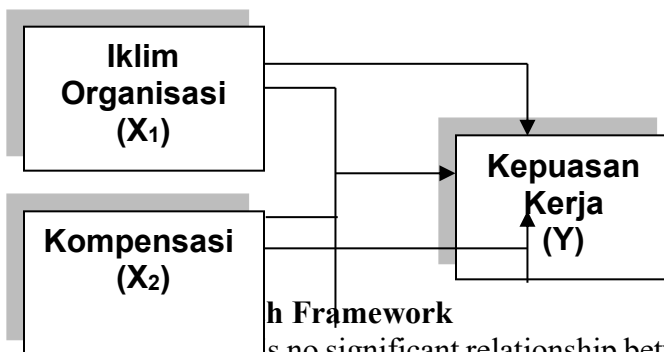 Iklim
Organisasi
(X₁)
Kepuasan
Kerja
(Y)
Kompensasi
(X₂)
h Framework
s no significant relationship bet